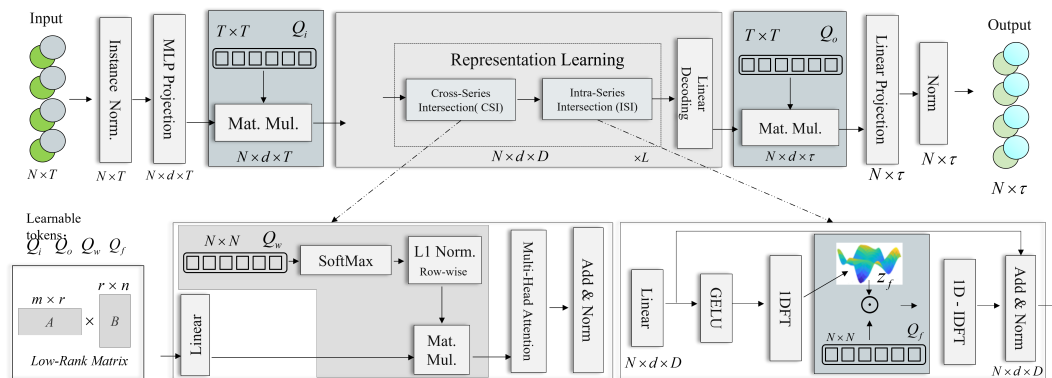 Input
N × T
Instance Norm.
N × T
MLP Projection
N × d × T
T × T
Q_i
Mat. Mul.
N × d × T
Representation Learning
Cross-Series
Intersection( CSI)
Intra-Series
Intersection (ISI)
N × d × D
×L
Linear
Decoding
T × T
Q_o
Mat. Mul.
N × d × τ
Linear Projection
N × τ
Norm
N × τ
Output
N × τ
Learnable
tokens:
Q_i Q_o Q_w Q_f
m × r
r × n
A × B
Low-Rank Matrix
Linear
N × N
Q_w
SoftMax
L1 Norm.
Row-wise
Mat.
Mul.
Multi-Head
Attention
Add & Norm
Linear
N × d × D
GELU
1DFT
z_f
⊙
N × N
Q_f
1D - IDFT
Add & Norm
N × d × D